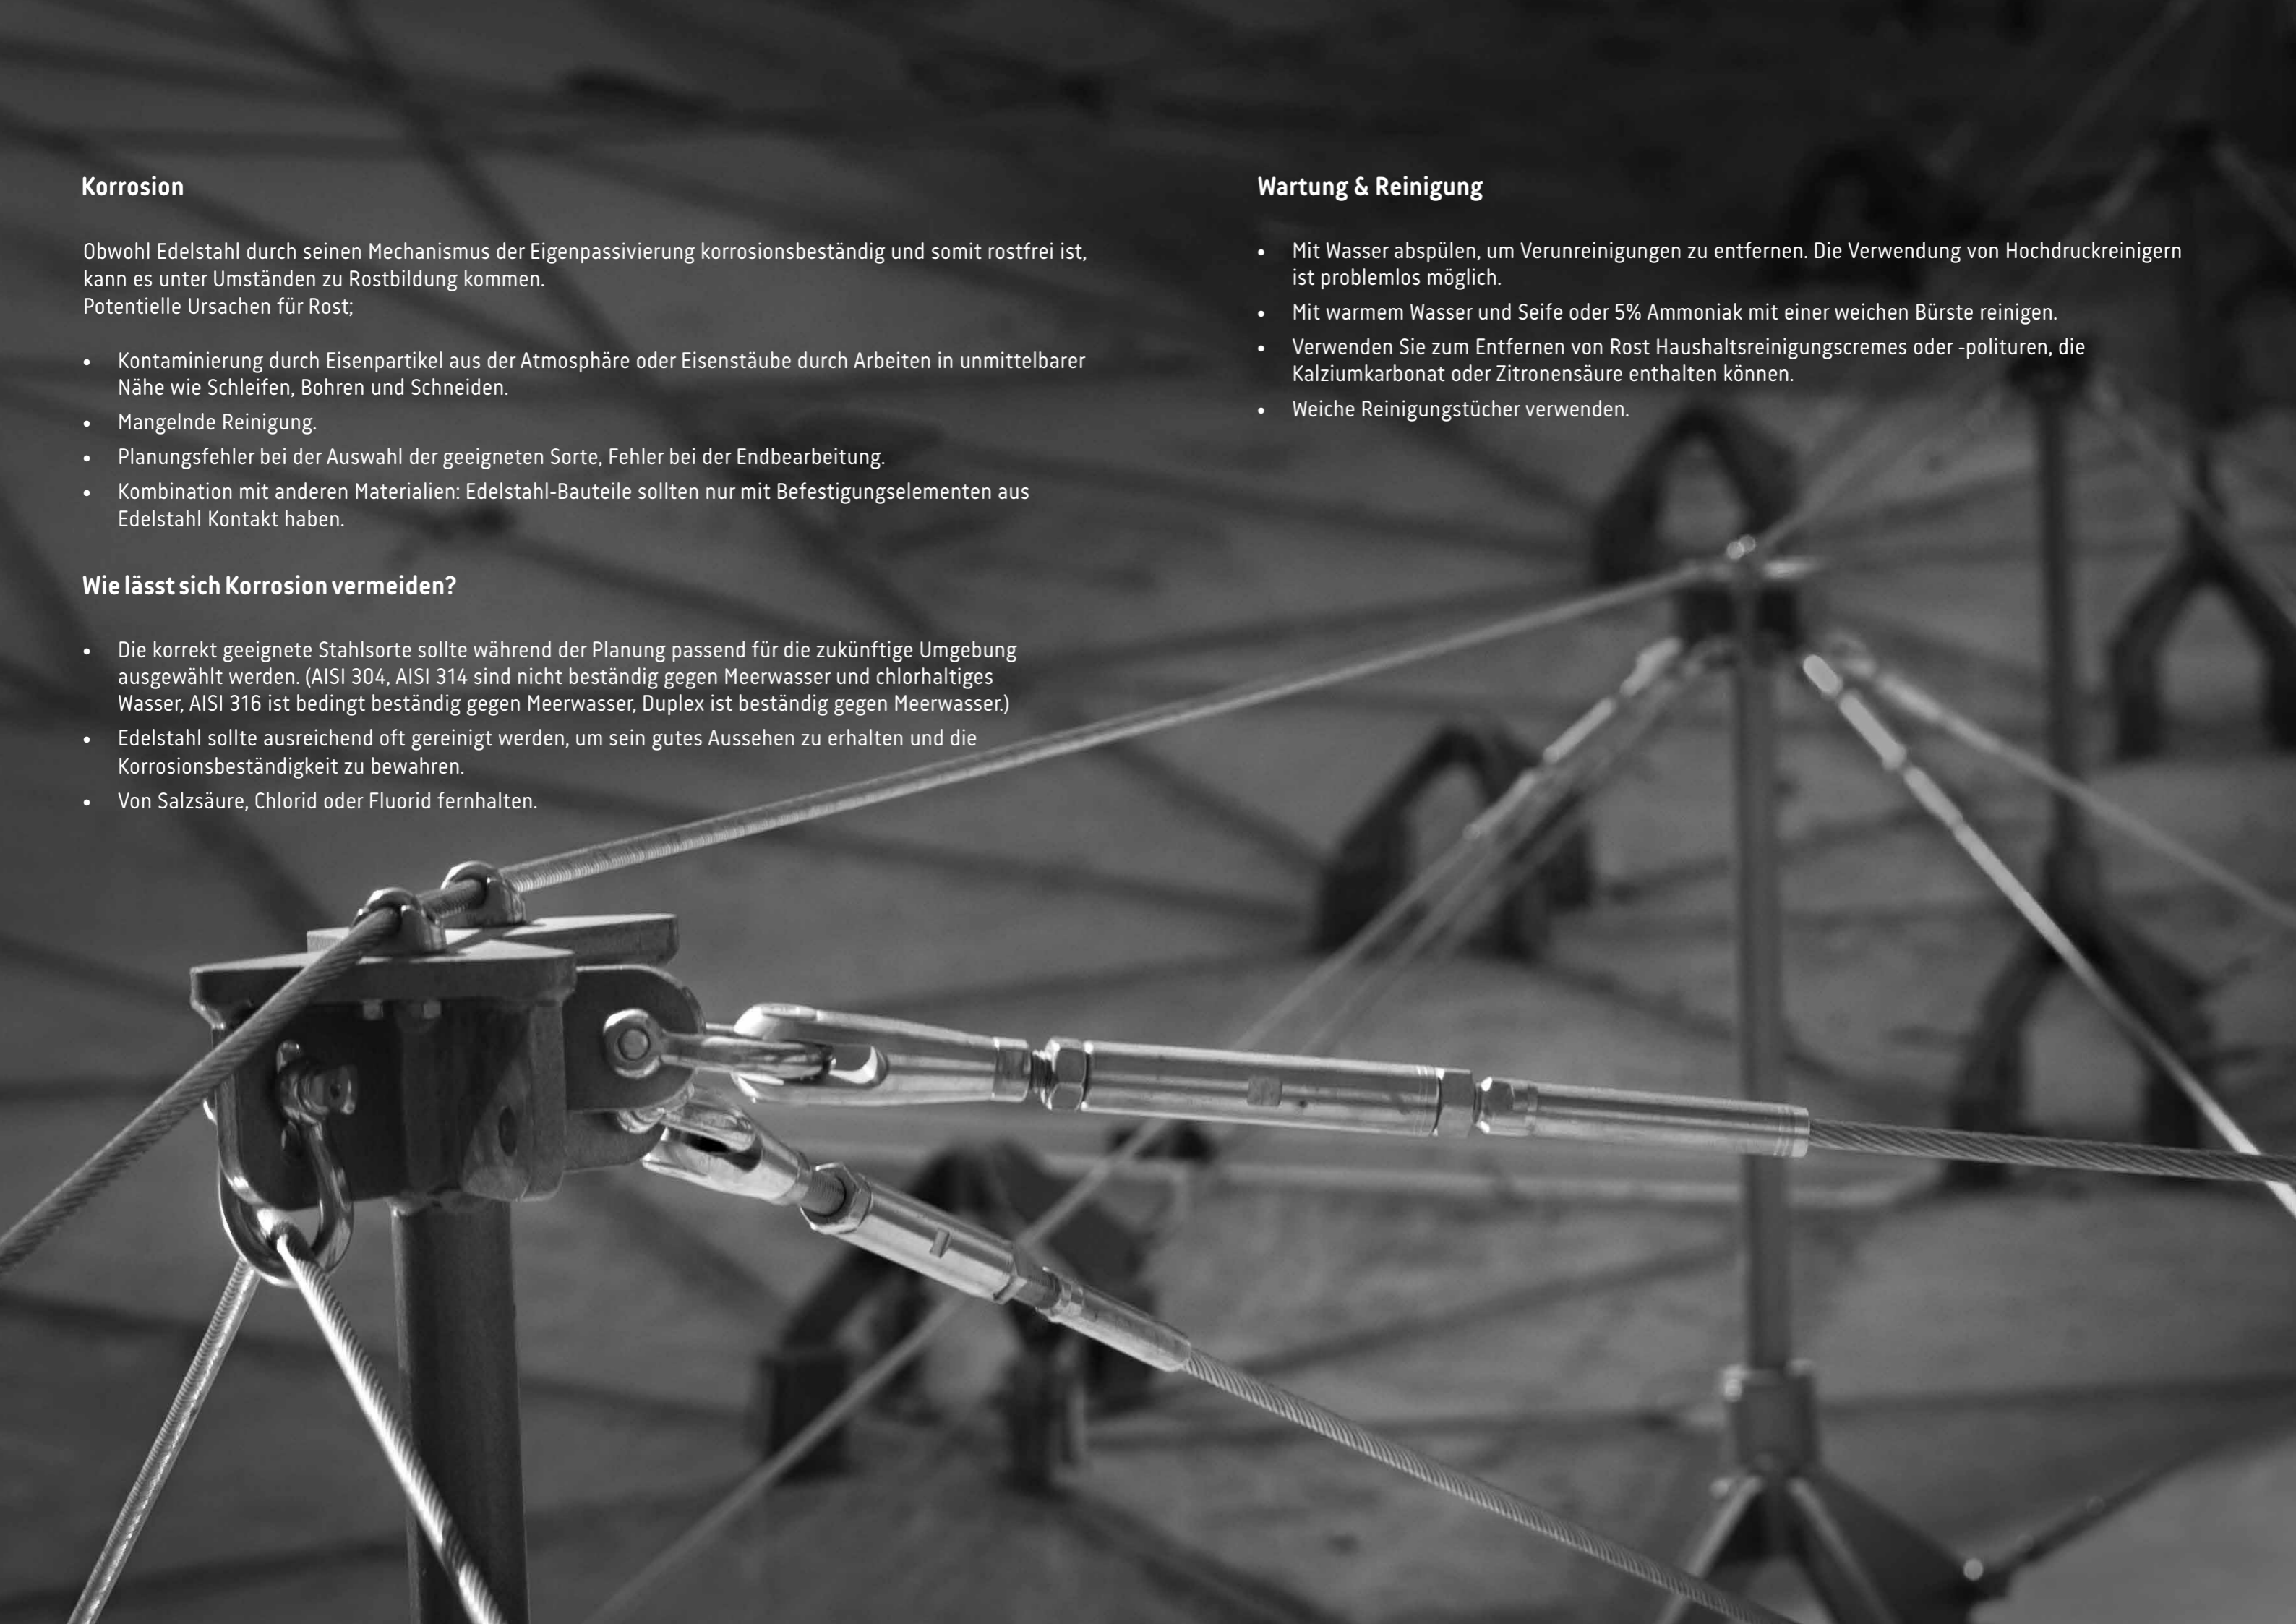 Korrosion
Obwohl Edelstahl durch seinen Mechanismus der Eigenpassivierung korrosionsbeständig und somit rostfrei ist,
kann es unter Umständen zu Rostbildung kommen.
Potentielle Ursachen für Rost;
• Kontaminierung durch Eisenpartikel aus der Atmosphäre oder Eisenstäube durch Arbeiten in unmittelbarer
Nähe wie Schleifen, Bohren und Schneiden.
• Mangelnde Reinigung.
• Planungsfehler bei der Auswahl der geeigneten Sorte, Fehler bei der Endbearbeitung.
• Kombination mit anderen Materialien: Edelstahl-Bauteile sollten nur mit Befestigungselementen aus
Edelstahl Kontakt haben.
Wie lässt sich Korrosion vermeiden?
• Die korrekt geeignete Stahlsorte sollte während der Planung passend für die zukünftige Umgebung
ausgewählt werden. (AISI 304, AISI 314 sind nicht beständig gegen Meerwasser und chlorhaltiges
Wasser, AISI 316 ist bedingt beständig gegen Meerwasser, Duplex ist beständig gegen Meerwasser.)
• Edelstahl sollte ausreichend oft gereinigt werden, um sein gutes Aussehen zu erhalten und die
Korrosionsbeständigkeit zu bewahren.
• Von Salzsäure, Chlorid oder Fluorid fernhalten.
Wartung & Reinigung
• Mit Wasser abspülen, um Verunreinigungen zu entfernen. Die Verwendung von Hochdruckreinigern
ist problemlos möglich.
• Mit warmem Wasser und Seife oder 5% Ammoniak mit einer weichen Bürste reinigen.
• Verwenden Sie zum Entfernen von Rost Haushaltsreinigungscremes oder -polituren, die
Kalziumkarbonat oder Zitronensäure enthalten können.
• Weiche Reinigungstücher verwenden.